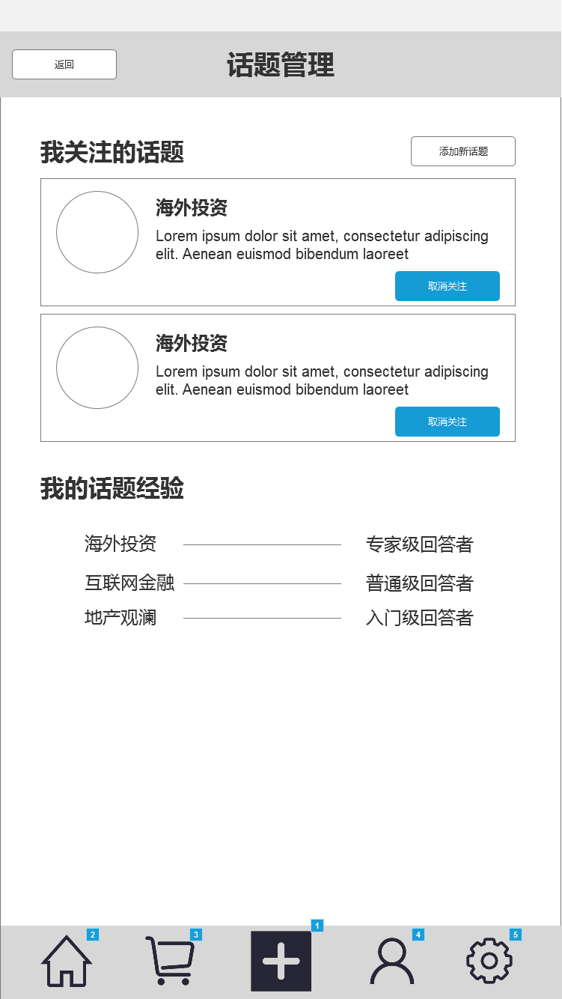 返回
话题管理
我关注的话题
添加新话题
海外投资
Lorem ipsum dolor sit amet, consectetur adipiscing
elit. Aenean euismod bibendum laoreet
取消关注
海外投资
Lorem ipsum dolor sit amet, consectetur adipiscing
elit. Aenean euismod bibendum laoreet
取消关注
我的话题经验
海外投资 专家级回答者
互联网金融 普通级回答者
地产观澜 入门级回答者
2 3 1 4 5